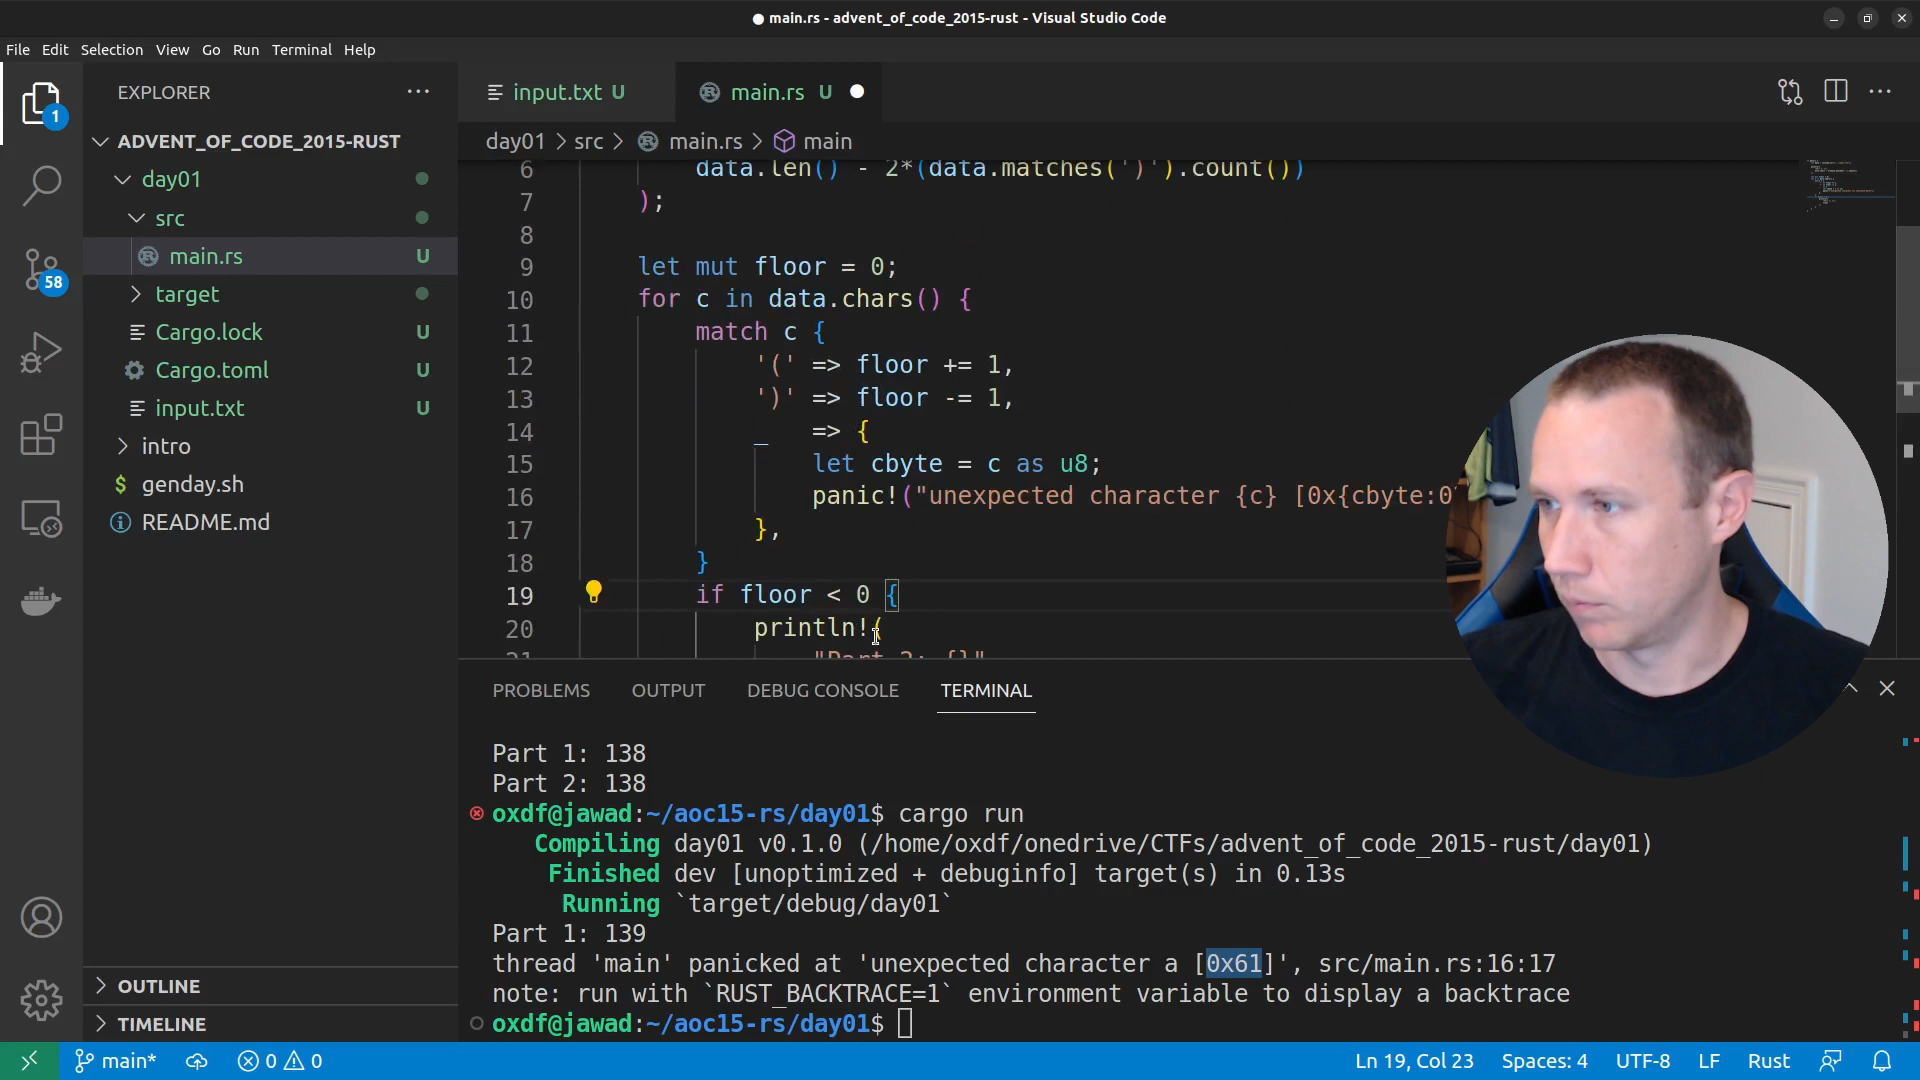 main.rs - advent_of_code_2015-rust - Visual Studio Code
File Edit Selection View Go Run Terminal Help
EXPLORER
input.txt U
main.rs U
1
ADVENT_OF_CODE_2015-RUST
day01 > src > main.rs > main
day01
src
main.rs U
target
Cargo.lock U
Cargo.toml U
input.txt U
intro
$ genday.sh
README.md
58
OUTLINE
TIMELINE
6 data.len() - 2*(data.matches(')').count())
7 );
8
9 let mut floor = 0;
10 for c in data.chars() {
11 match c {
12 '(' => floor += 1,
13 ')' => floor -= 1,
14 _ => {
15 let cbyte = c as u8;
16 panic!("unexpected character {c} [0x{cbyte:0
17 },
18 }
19 if floor < 0 {
20 println!(
21 "Part 2: {}"
PROBLEMS OUTPUT DEBUG CONSOLE TERMINAL
Part 1: 138
Part 2: 138
oxdf@jawad:~/aoc15-rs/day01$ cargo run
Compiling day01 v0.1.0 (/home/oxdf/onedrive/CTFs/advent_of_code_2015-rust/day01)
Finished dev [unoptimized + debuginfo] target(s) in 0.13s
Running `target/debug/day01`
Part 1: 139
thread 'main' panicked at 'unexpected character a [0x61]', src/main.rs:16:17
note: run with `RUST_BACKTRACE=1` environment variable to display a backtrace
oxdf@jawad:~/aoc15-rs/day01$
main* 0 0 Ln 19, Col 23 Spaces: 4 UTF-8 LF Rust